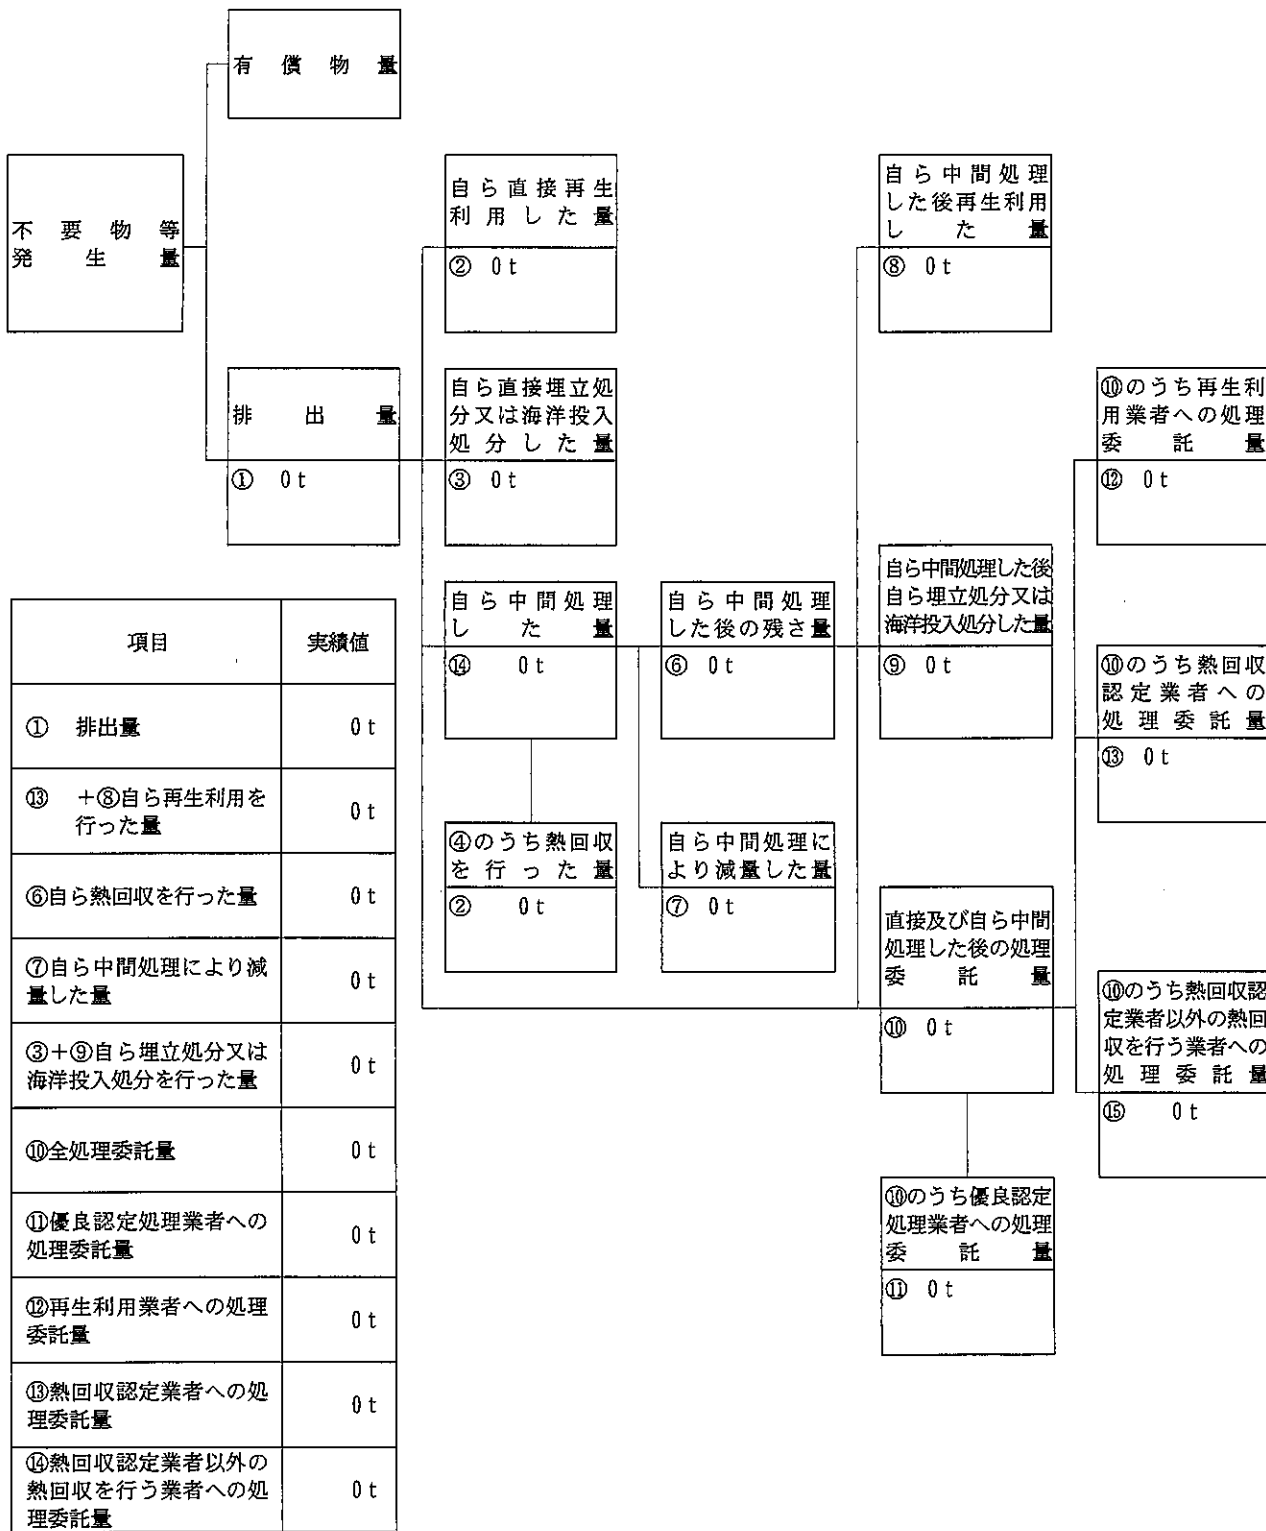 有償物量
不要物等
発生量
排出量
① 0t
自ら直接再生
利用した量
② 0t
自ら直接埋立処
分又は海洋投入
処分した量
③ 0t
自ら中間処理
した量
⑭ 0t
④のうち熱回収
を行った量
② 0t
自ら中間処理
した後の残さ量
⑥ 0t
自ら中間処理に
より減量した量
⑦ 0t
自ら中間処理
した後再生利用
した量
⑧ 0t
自ら中間処理した後
自ら埋立処分又は
海洋投入処分した量
⑨ 0t
直接及び自ら中間
処理した後の処理
委託量
⑩ 0t
⑩のうち優良認定
処理業者への処理
委託量
⑪ 0t
⑩のうち再生利
用業者への処理
委託量
⑫ 0t
⑩のうち熱回収
認定業者への
処理委託量
⑬ 0t
⑩のうち熱回収認
定業者以外の熱回
収を行う業者への
処理委託量
⑮ 0t
項目 実績値
① 排出量 0t
⑬ +⑧自ら再生利用を
行った量 0t
⑥自ら熱回収を行った量 0t
⑦自ら中間処理により減
量した量 0t
③+⑨自ら埋立処分又は
海洋投入処分を行った量 0t
⑩全処理委託量 0t
⑪優良認定処理業者への
処理委託量 0t
⑫再生利用業者への処理
委託量 0t
⑬熱回収認定業者への処
理委託量 0t
⑭熱回収認定業者以外の
熱回収を行う業者への処
理委託量 0t